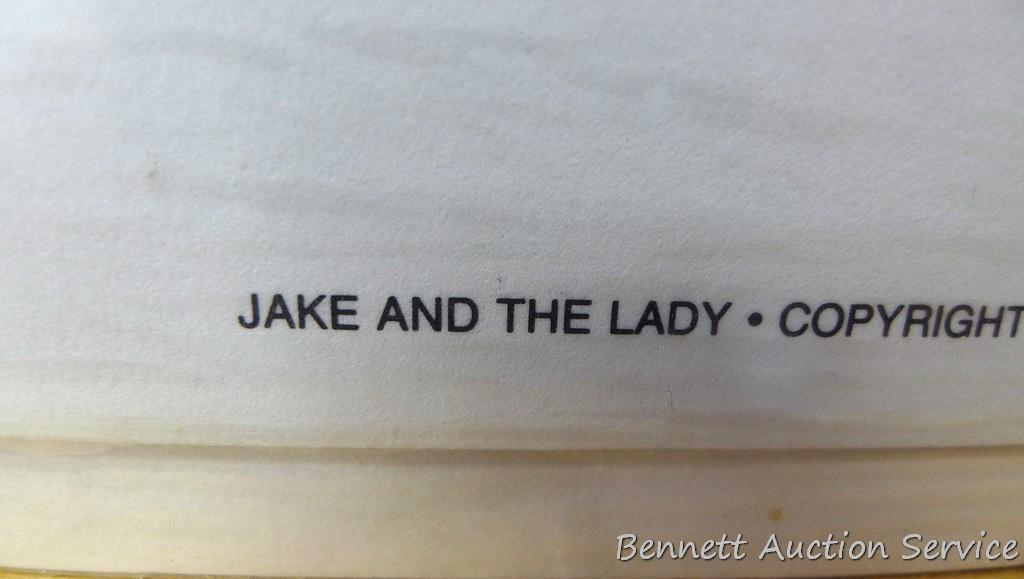 JAKE AND THE LADY • COPYRIGHT
Bennett Auction Service